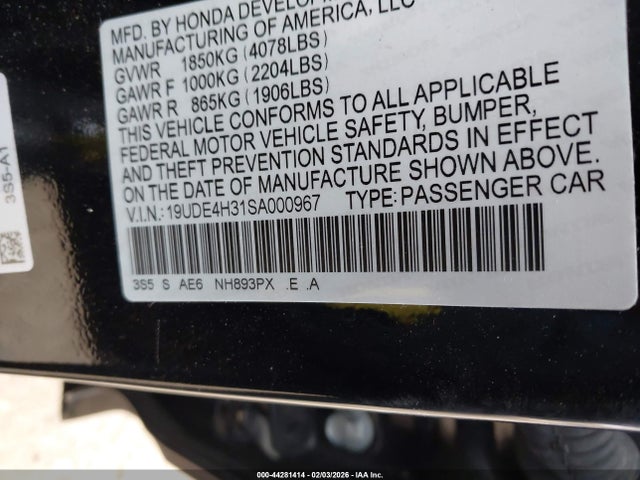 MFD. BY HONDA DEVELOPM
MANUFACTURING OF AMERICA, LLC
GVWR 1850KG (4078LBS)
GAWR F 1000KG (2204LBS)
GAWR R 865KG (1906LBS)
THIS VEHICLE CONFORMS TO ALL APPLICABLE
FEDERAL MOTOR VEHICLE SAFETY, BUMPER,
AND THEFT PREVENTION STANDARDS IN EFFECT
ON THE DATE OF MANUFACTURE SHOWN ABOVE.
V.I.N.: 19UDE4H31SA000967 TYPE: PASSENGER CAR
3S5 S AE6 NH893PX .E .A
3S5-A1
000-44281414 - 02/03/2026 - IAA Inc.